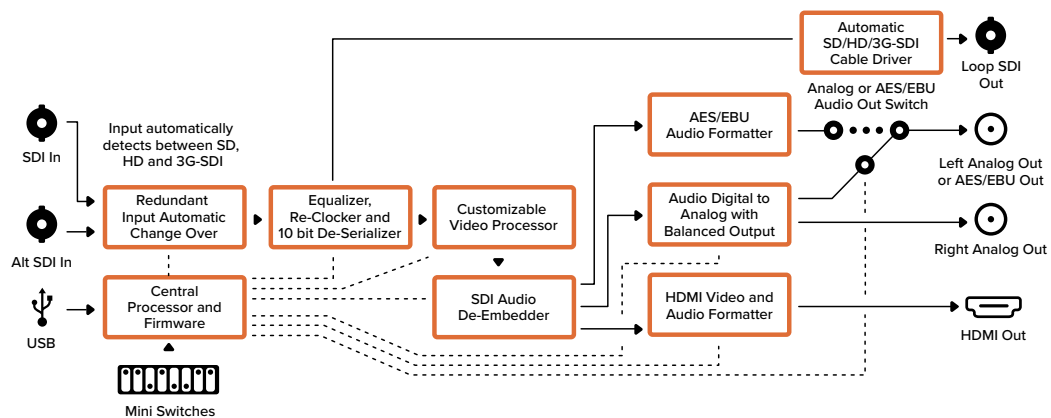 Automatic
SD/HD/3G-SDI
Cable Driver
Loop SDI
Out
Analog or AES/EBU
Audio Out Switch
AES/EBU
Audio Formatter
Input automatically
detects between SD,
HD and 3G-SDI
SDI In
Left Analog Out
or AES/EBU Out
Redundant
Input Automatic
Change Over
Equalizer,
Re-Clocker and
10 bit De-Serializer
Customizable
Video Processor
Audio Digital to
Analog with
Balanced Output
Alt SDI In
Right Analog Out
Central
Processor and
Firmware
SDI Audio
De-Embedder
HDMI Video and
Audio Formatter
USB
HDMI Out
Mini Switches